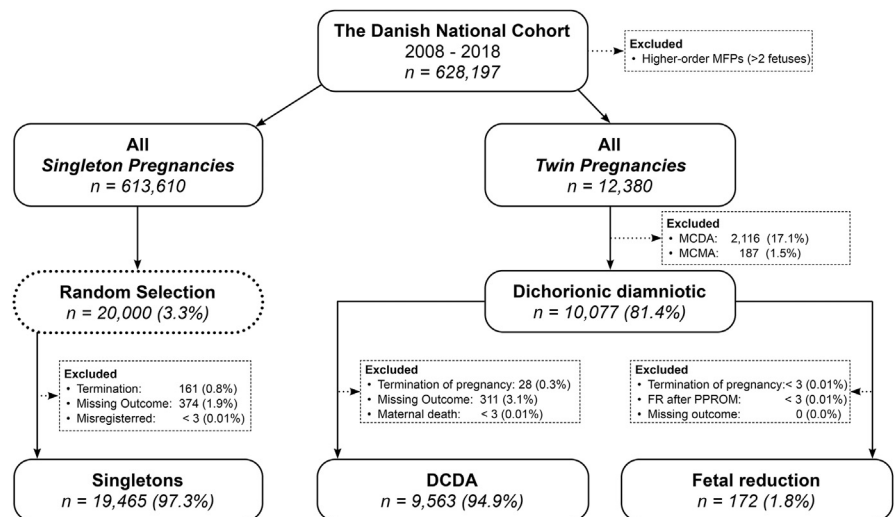 The Danish National Cohort
2008 - 2018
n = 628,197
Excluded
• Higher-order MFPs (>2 fetuses)
All
Singleton Pregnancies
n = 613,610
All
Twin Pregnancies
n = 12,380
Excluded
• MCDA: 2,116 (17.1%)
• MCMA: 187 (1.5%)
Random Selection
n = 20,000 (3.3%)
Dichorionic diamniotic
n = 10,077 (81.4%)
Excluded
• Termination: 161 (0.8%)
• Missing Outcome: 374 (1.9%)
• Misregisterred: < 3 (0.01%)
Excluded
• Termination of pregnancy: 28 (0.3%)
• Missing Outcome: 311 (3.1%)
• Maternal death: < 3 (0.01%)
Excluded
• Termination of pregnancy: < 3 (0.01%)
• FR after PPROM: < 3 (0.01%)
• Missing outcome: 0 (0.0%)
Singletons
n = 19,465 (97.3%)
DCDA
n = 9,563 (94.9%)
Fetal reduction
n = 172 (1.8%)